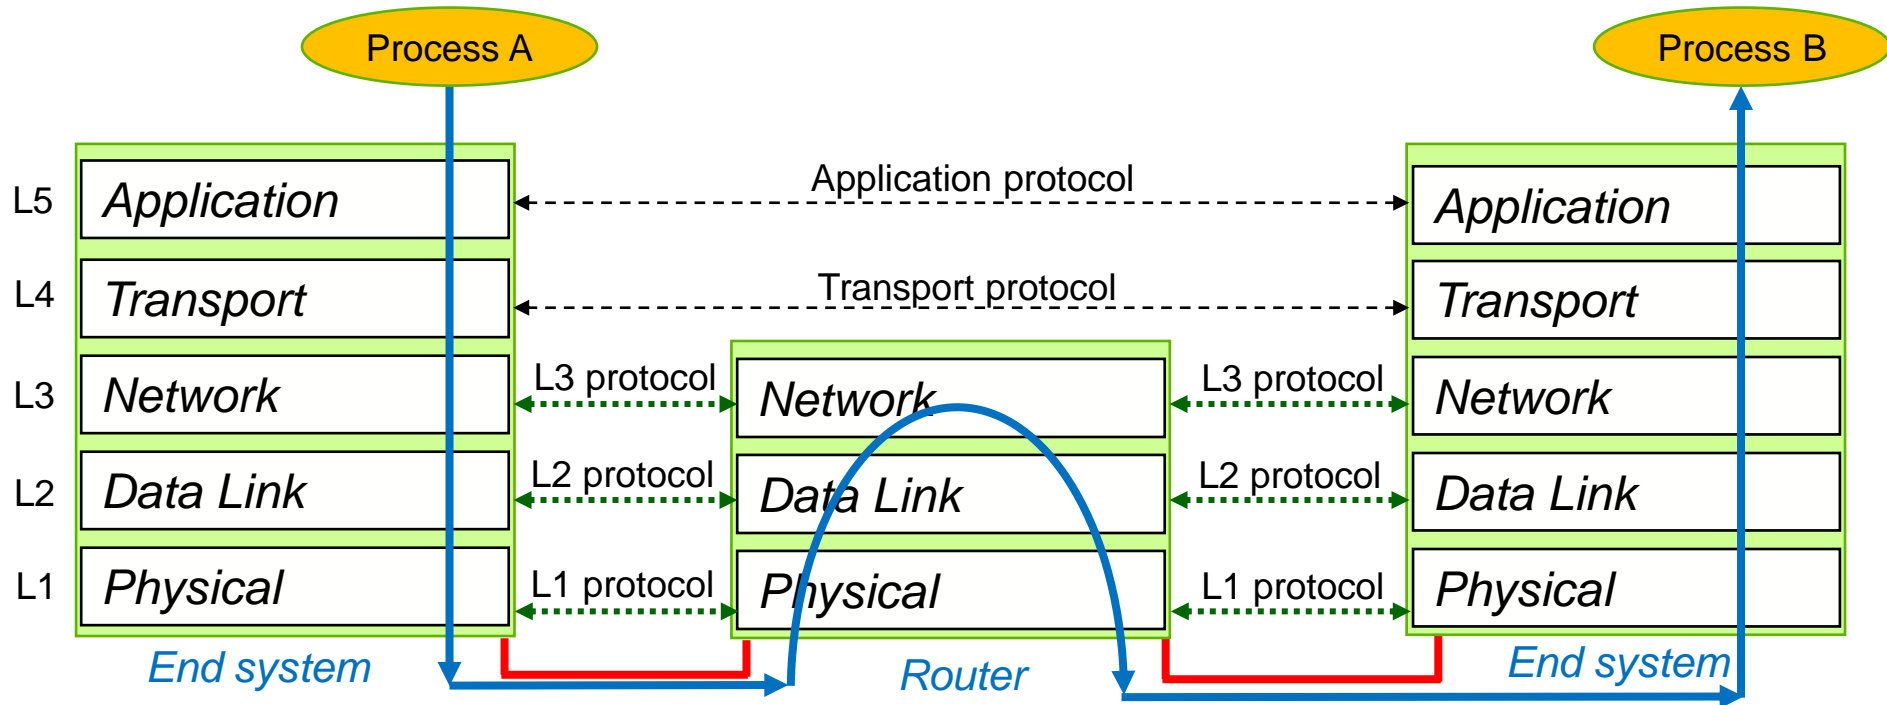 Process A
Process B
Application protocol
L5
Application
Application
Transport protocol
L4
Transport
Transport
L3
Network
L3 protocol
Network
L3 protocol
Network
L2
Data Link
L2 protocol
Data Link
L2 protocol
Data Link
L1
Physical
L1 protocol
Physical
L1 protocol
Physical
End system
Router
End system